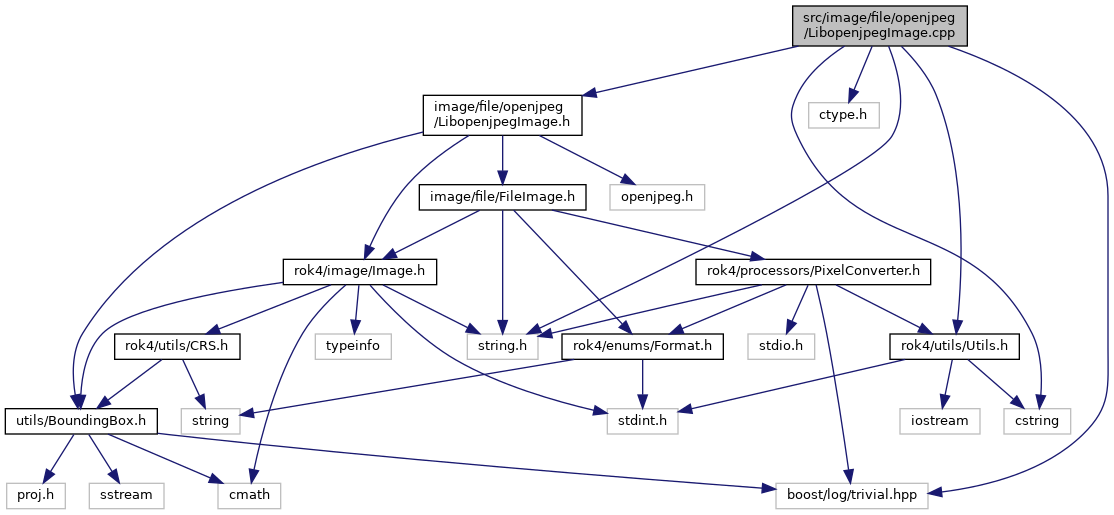 src/image/file/openjpeg
/LibopenjpegImage.cpp
image/file/openjpeg
/LibopenjpegImage.h
ctype.h
image/file/FileImage.h
openjpeg.h
rok4/image/Image.h
rok4/processors/PixelConverter.h
rok4/utils/CRS.h
typeinfo
string.h
rok4/enums/Format.h
stdio.h
rok4/utils/Utils.h
utils/BoundingBox.h
string
stdint.h
iostream
cstring
proj.h
sstream
cmath
boost/log/trivial.hpp